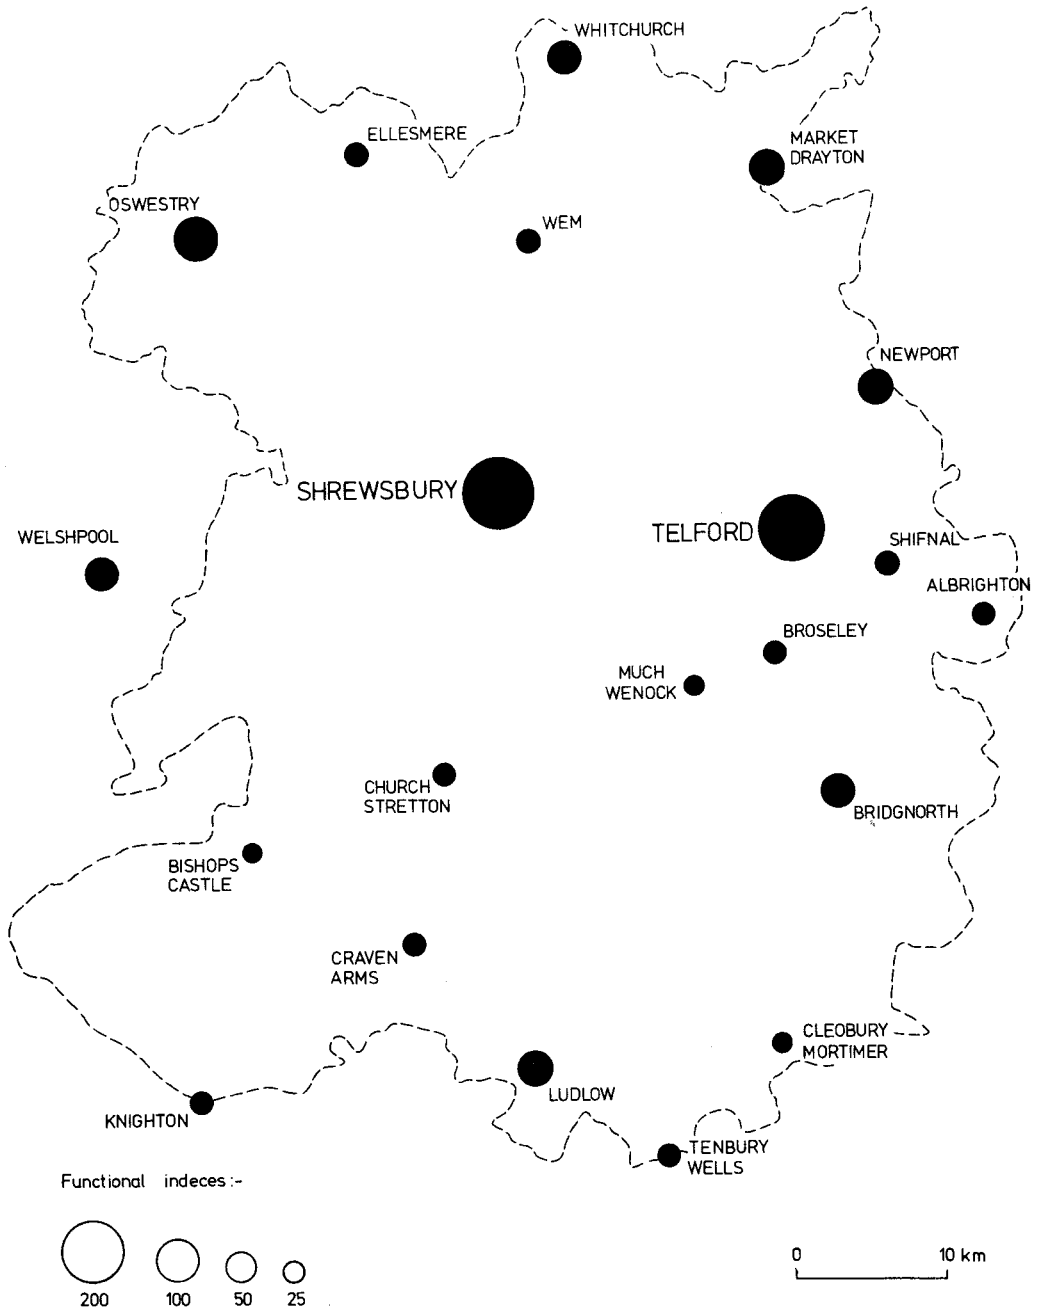 WHITCHURCH
ELLESMERE
MARKET
DRAYTON
OSWESTRY
WEM
NEWPORT
SHREWSBURY
TELFORD
WELSHPOOL
SHIFNAL
ALBRIGHTON
BROSELEY
MUCH
WENOCK
CHURCH
STRETTON
BRIDGNORTH
BISHOPS
CASTLE
CRAVEN
ARMS
CLEOBURY
MORTIMER
LUDLOW
KNIGHTON
TENBURY
WELLS
Functional indeces:-
200 100 50 25
0 10 km